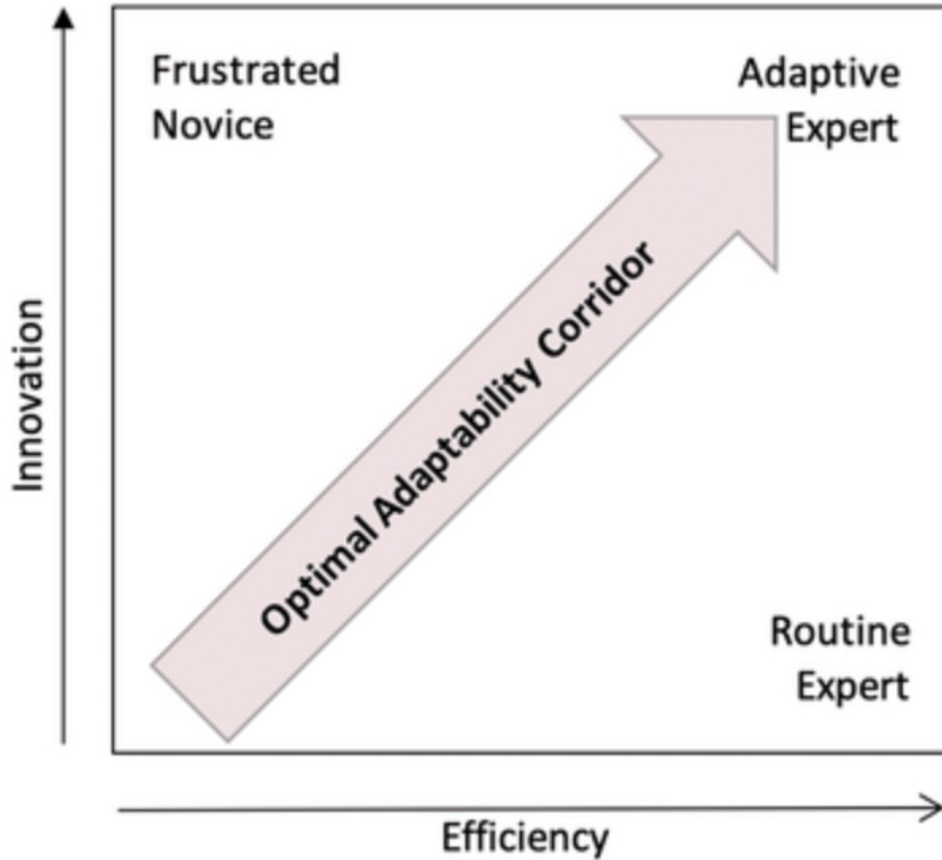 Frustrated
Novice
Adaptive
Expert
Innovation
Optimal Adaptability Corridor
Routine
Expert
Efficiency